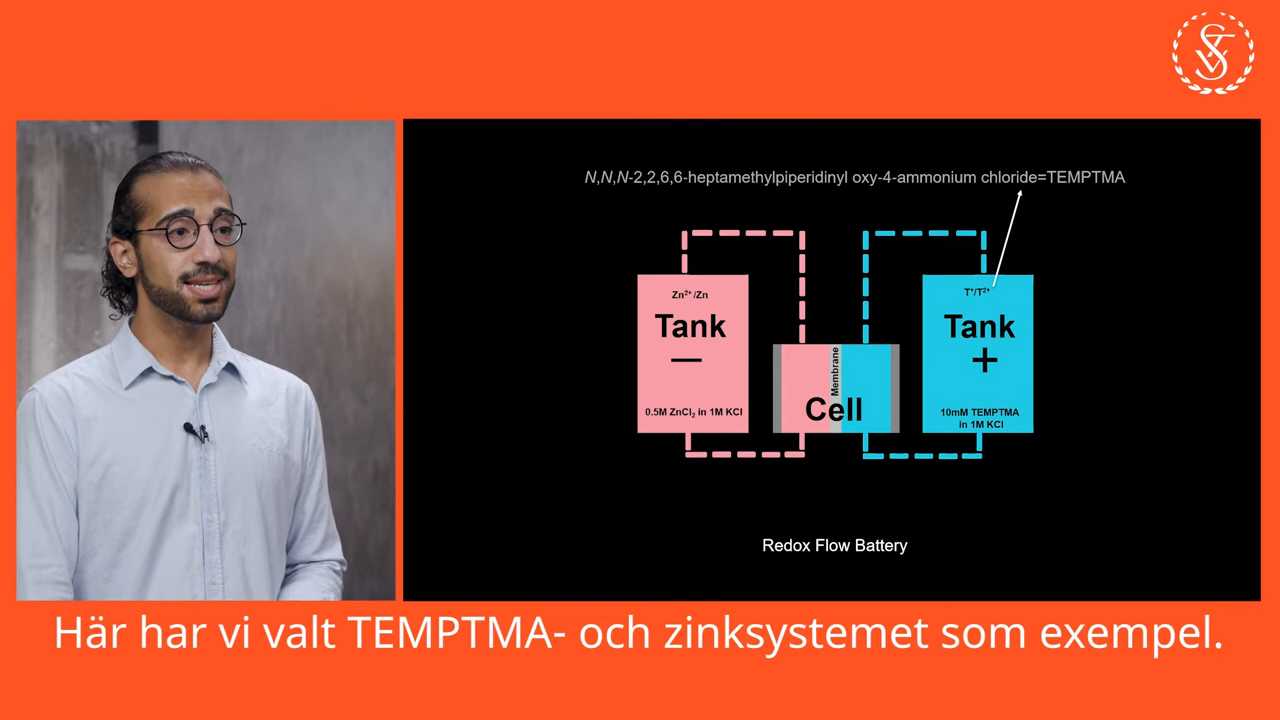 STV
N,N,N-2,2,6,6-heptamethylpiperidinyl oxy-4-ammonium chloride=TEMPTMA
Zn²⁺/Zn
Tank
—
0.5M ZnCl₂ in 1M KCl
Membrane
Cell
T⁺/T²⁺
Tank
+
10mM TEMPTMA
in 1M KCl
Redox Flow Battery
Här har vi valt TEMPTMA- och zinksystemet som exempel.